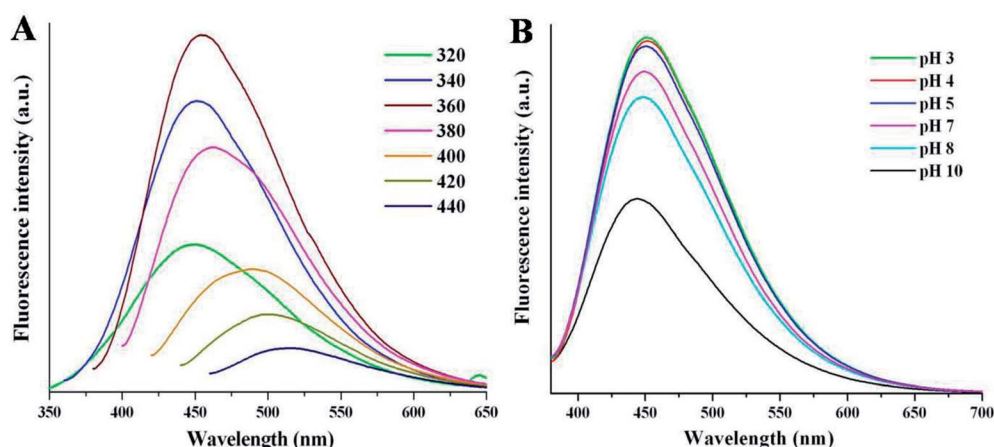 A
Fluorescence intensity (a.u.)
320
340
360
380
400
420
440
350
400
450
500
550
600
650
Wavelength (nm)
B
Fluorescence intensity (a.u.)
pH 3
pH 4
pH 5
pH 7
pH 8
pH 10
400
450
500
550
600
650
700
Wavelength (nm)